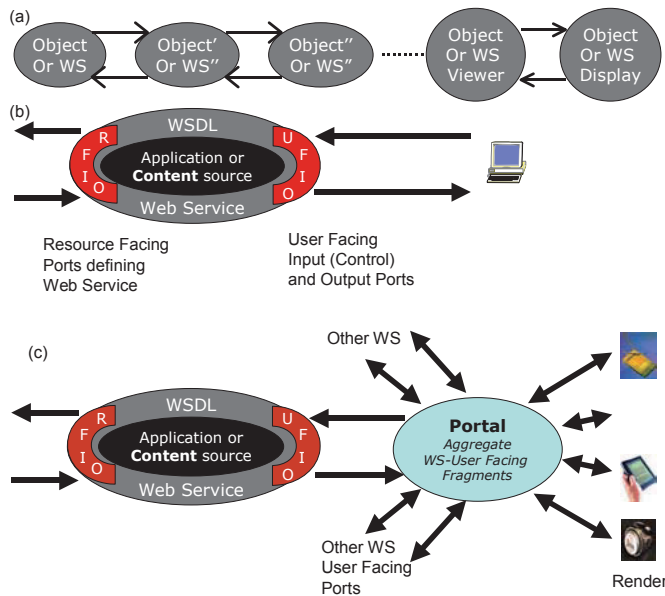 (a)
Object
Or WS
Object'
Or WS"
Object"
Or WS"
Object
Or WS
Viewer
Object
Or WS
Display
(b)
WSDL
R
F
I
O
U
F
I
O
Application or
Content source
Web Service
Resource Facing
Ports defining
Web Service
User Facing
Input (Control)
and Output Ports
(c)
Other WS
WSDL
R
F
I
O
U
F
I
O
Application or
Content source
Web Service
Portal
Aggregate
WS-User Facing
Fragments
Other WS
User Facing
Ports
Render